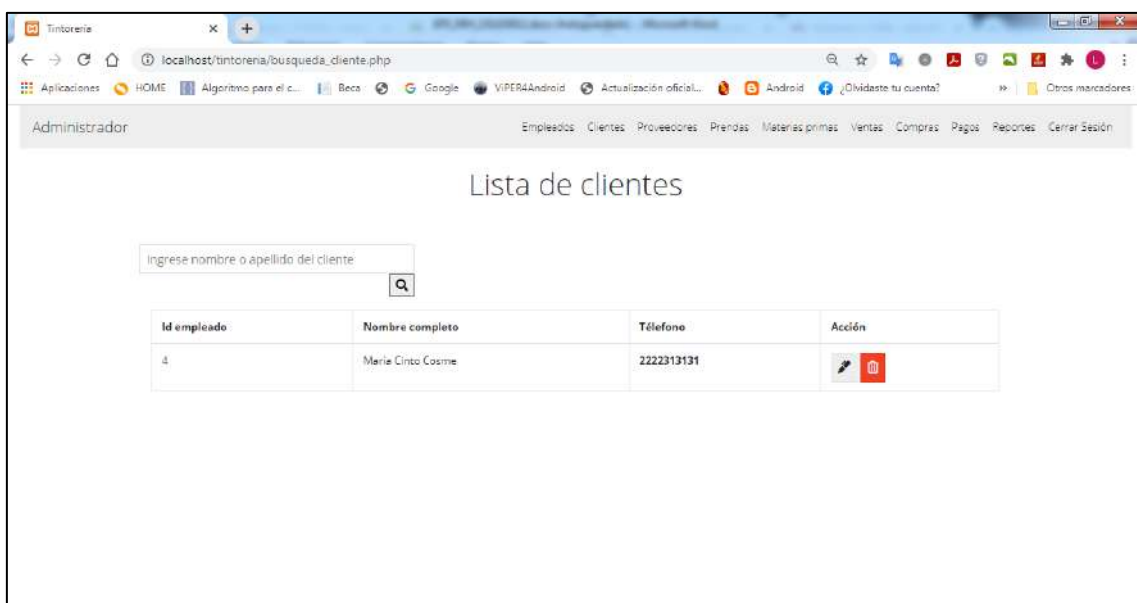 Tintorería
localhost/tintoreria/busqueda_cliente.php
Aplicaciones HOME Algoritmo para el c... Beca Google ViPER4Android Actualización oficial... Android ¿Olvidaste tu cuenta? » Otros marcadores
L
Administrador Empleados Clientes Proveedores Prendas Materias primas Ventas Compras Pagos Reportes Cerrar Sesión
Lista de clientes
Ingrese nombre o apellido del cliente
Id empleado Nombre completo Télefono Acción
4 Maria Cinto Cosme 2222313131